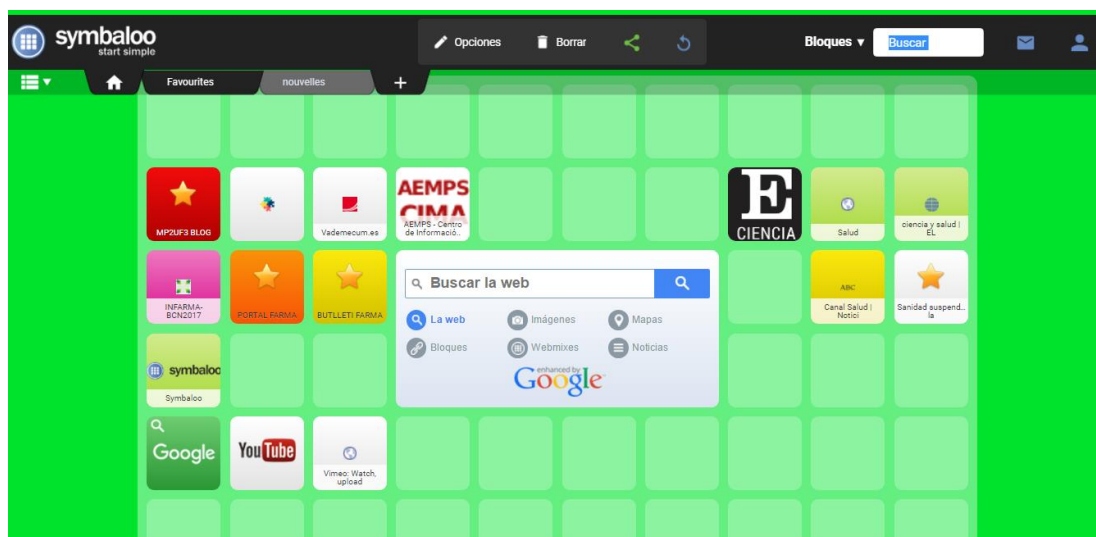 symbaloo
start simple
Opciones
Borrar
Bloques
Buscar
Favourites
nouvelles
MP2UF3 BLOG
Vademecum.es
AEMPS
CIMA
AEMPS - Centro
de Informació..
E
CIENCIA
Salud
ciencia y salud |
EL
INFARMA-
BCN2017
PORTAL FARMA
BUTLLETI FARMA
Buscar la web
La web
Imágenes
Mapas
Bloques
Webmixes
Noticias
enhanced by
Google
ABC
Canal Salud |
Notici
Sanidad suspend..
la
symbaloo
Symbaloo
Google
YouTube
Vimeo: Watch,
upload